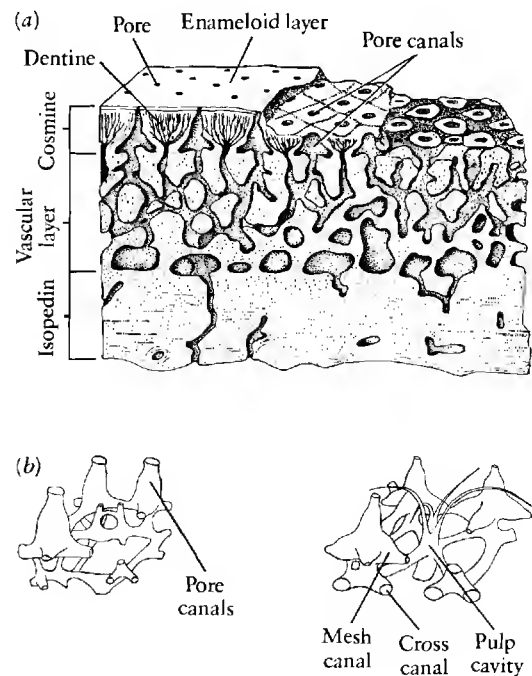 (a)
Pore
Enameloid layer
Dentine
Pore canals
Cosmine
Vascular
layer
Isopedin
(b)
Pore
canals
Mesh
canal
Cross
canal
Pulp
cavity